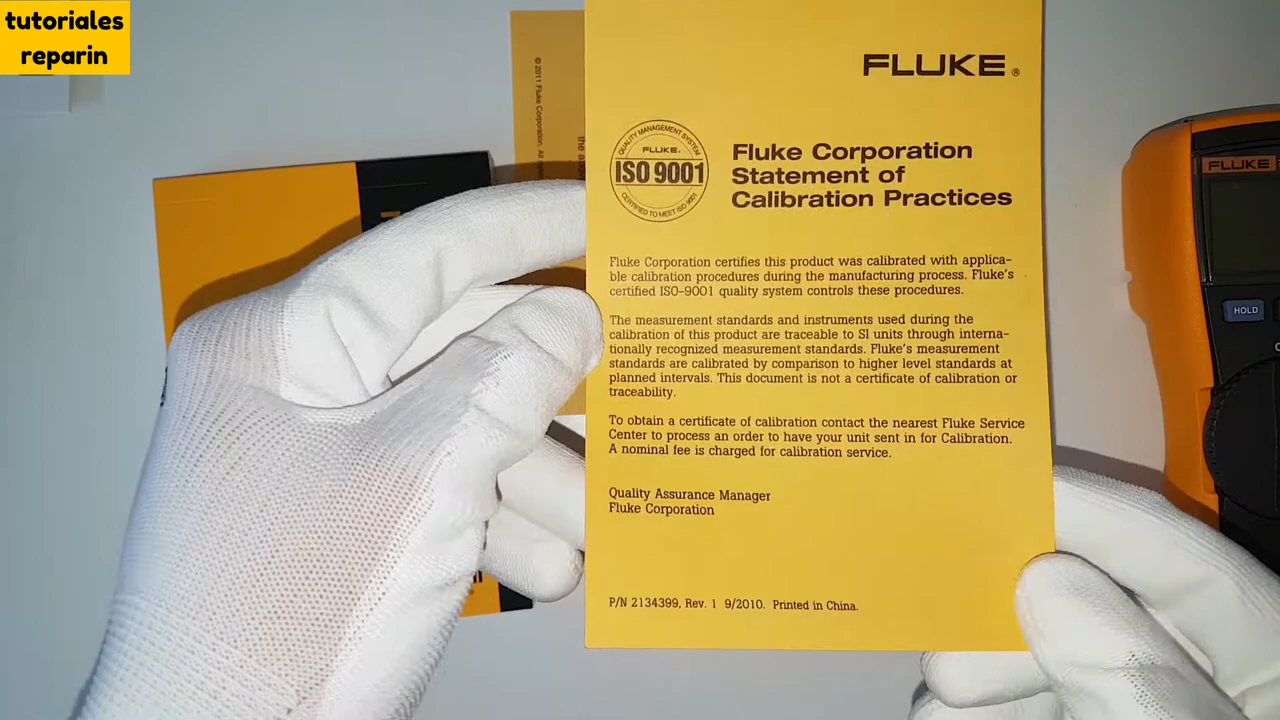 tutoriales
reparin
© 2011 Fluke Corporation. All
the
FLUKE®
QUALITY MANAGEMENT SYSTEM
FLUKE®
ISO 9001
CERTIFIED TO MEET ISO 9001
Fluke Corporation
Statement of
Calibration Practices
Fluke Corporation certifies this product was calibrated with applica-
ble calibration procedures during the manufacturing process. Fluke's
certified ISO-9001 quality system controls these procedures.
The measurement standards and instruments used during the
calibration of this product are traceable to SI units through interna-
tionally recognized measurement standards. Fluke's measurement
standards are calibrated by comparison to higher level standards at
planned intervals. This document is not a certificate of calibration or
traceability.
To obtain a certificate of calibration contact the nearest Fluke Service
Center to process an order to have your unit sent in for Calibration.
A nominal fee is charged for calibration service.
Quality Assurance Manager
Fluke Corporation
P/N 2134399, Rev. 1 9/2010. Printed in China.
FLUKE
HOLD